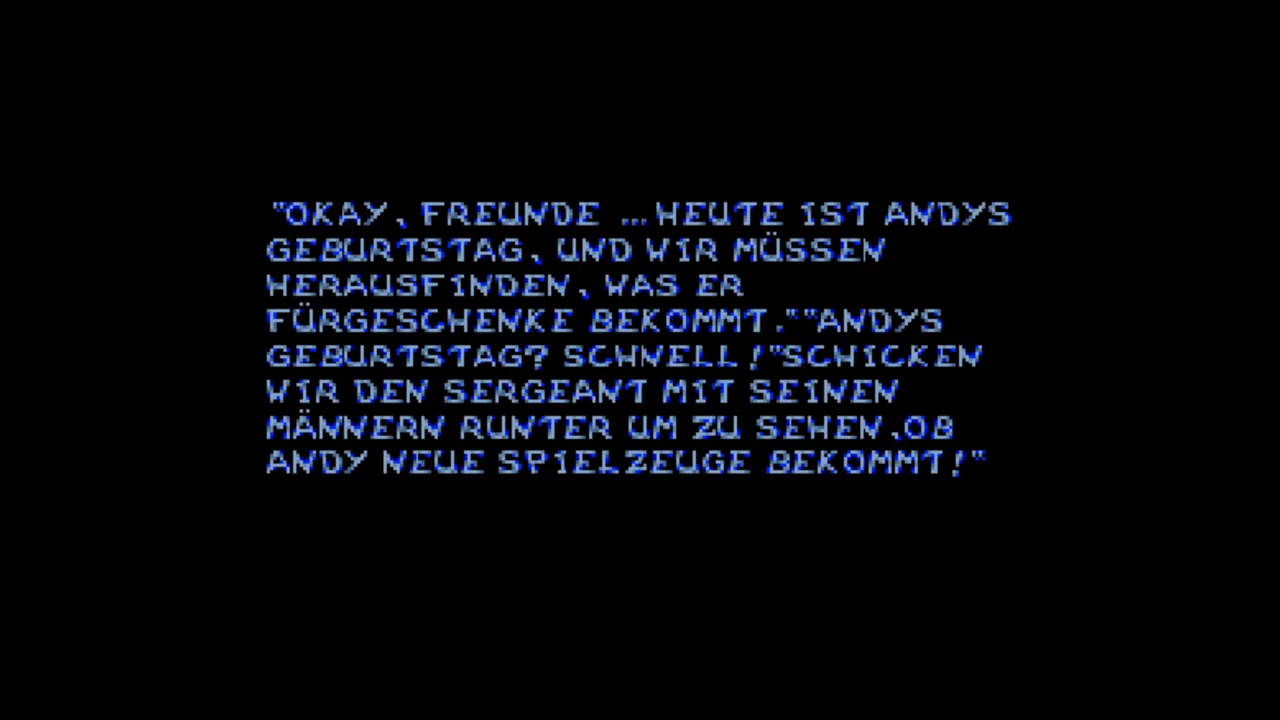 "OKAY, FREUNDE ...HEUTE IST ANDYS
GEBURTSTAG, UND WIR MÜSSEN
HERAUSFINDEN, WAS ER
FÜRGESCHENKE BEKOMMT.""ANDYS
GEBURTSTAG? SCHNELL!"SCHICKEN
WIR DEN SERGEANT MIT SEINEN
MÄNNERN RUNTER UM ZU SEHEN,OB
ANDY NEUE SPIELZEUGE BEKOMMT!"